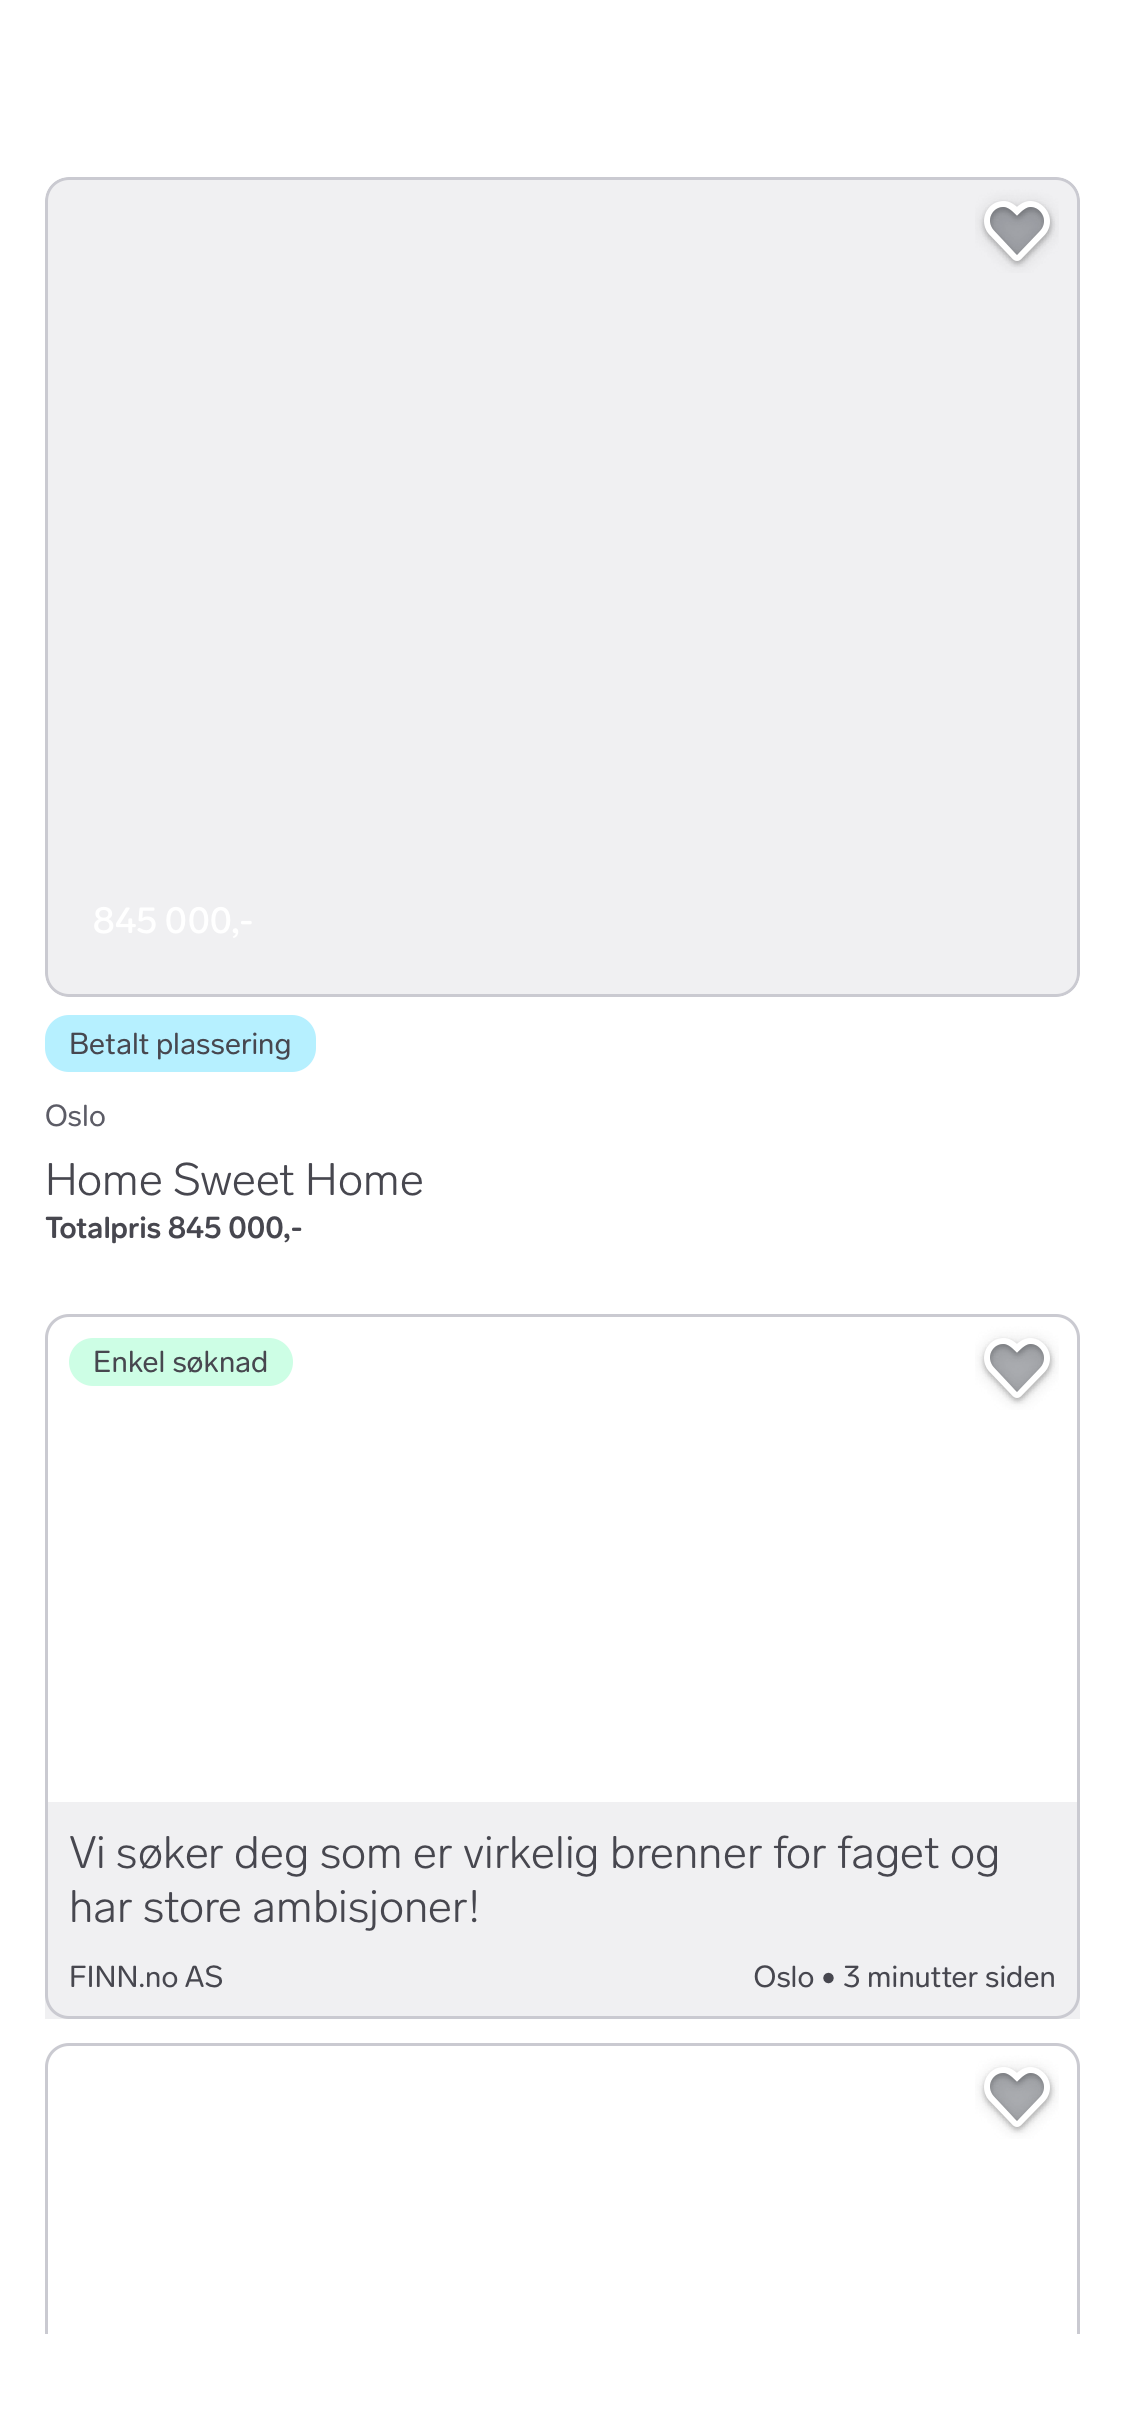 845 000,-
Betalt plassering
Oslo
Home Sweet Home
Totalpris 845 000,-
Enkel søknad
Vi søker deg som er virkelig brenner for faget og
har store ambisjoner!
FINN.no AS
Oslo • 3 minutter siden